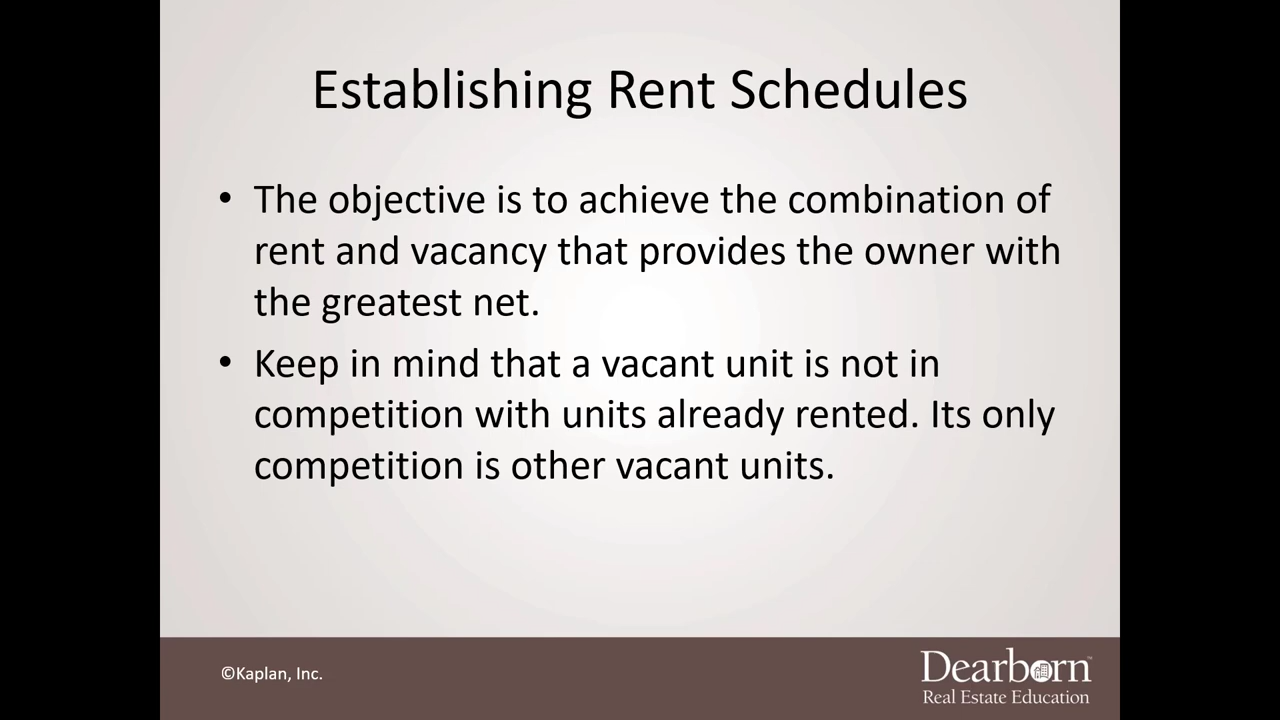 Establishing Rent Schedules
• The objective is to achieve the combination of
rent and vacancy that provides the owner with
the greatest net.
• Keep in mind that a vacant unit is not in
competition with units already rented. Its only
competition is other vacant units.
©Kaplan, Inc.
Dearborn™
Real Estate Education